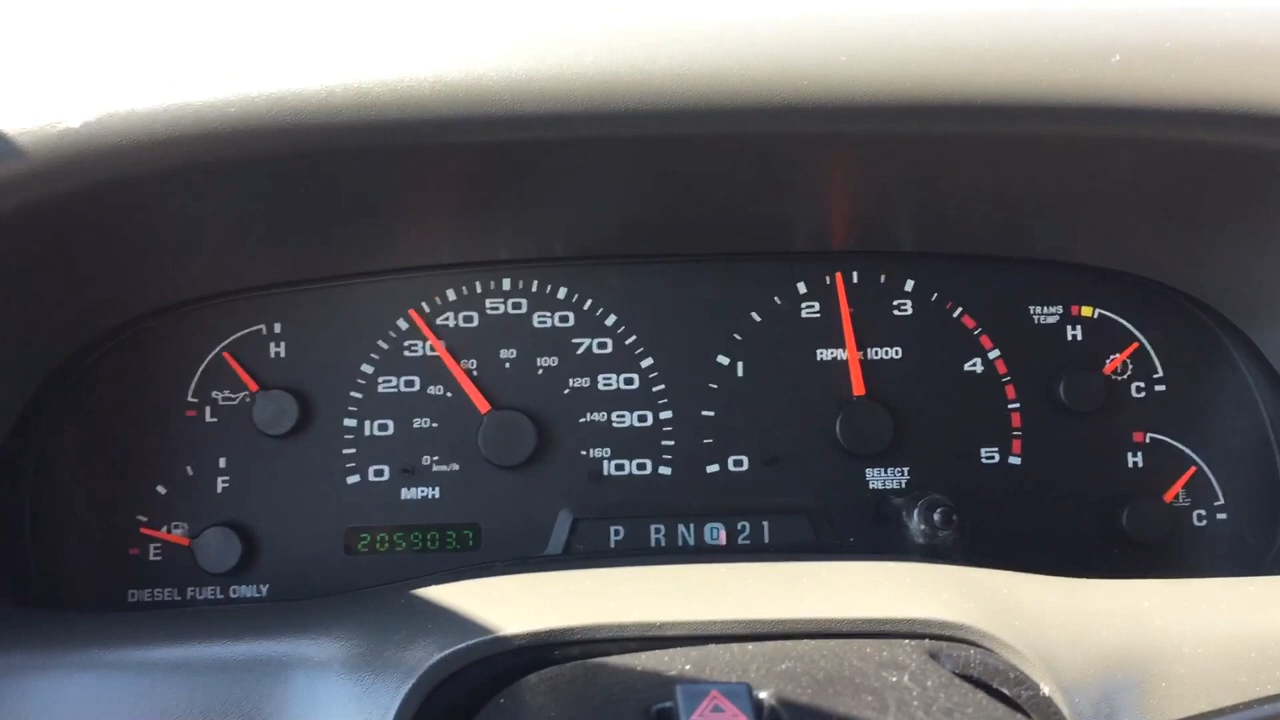 L H
E F
DIESEL FUEL ONLY
0 10 20 30 40 50 60 70 80 90 100
0 20 40 60 80 100 120 140 160
km/h
MPH
205903.7
P R N D 2 1
0 1 2 3 4 5
RPM x 1000
SELECT
RESET
TRANS
TEMP
H C
H C